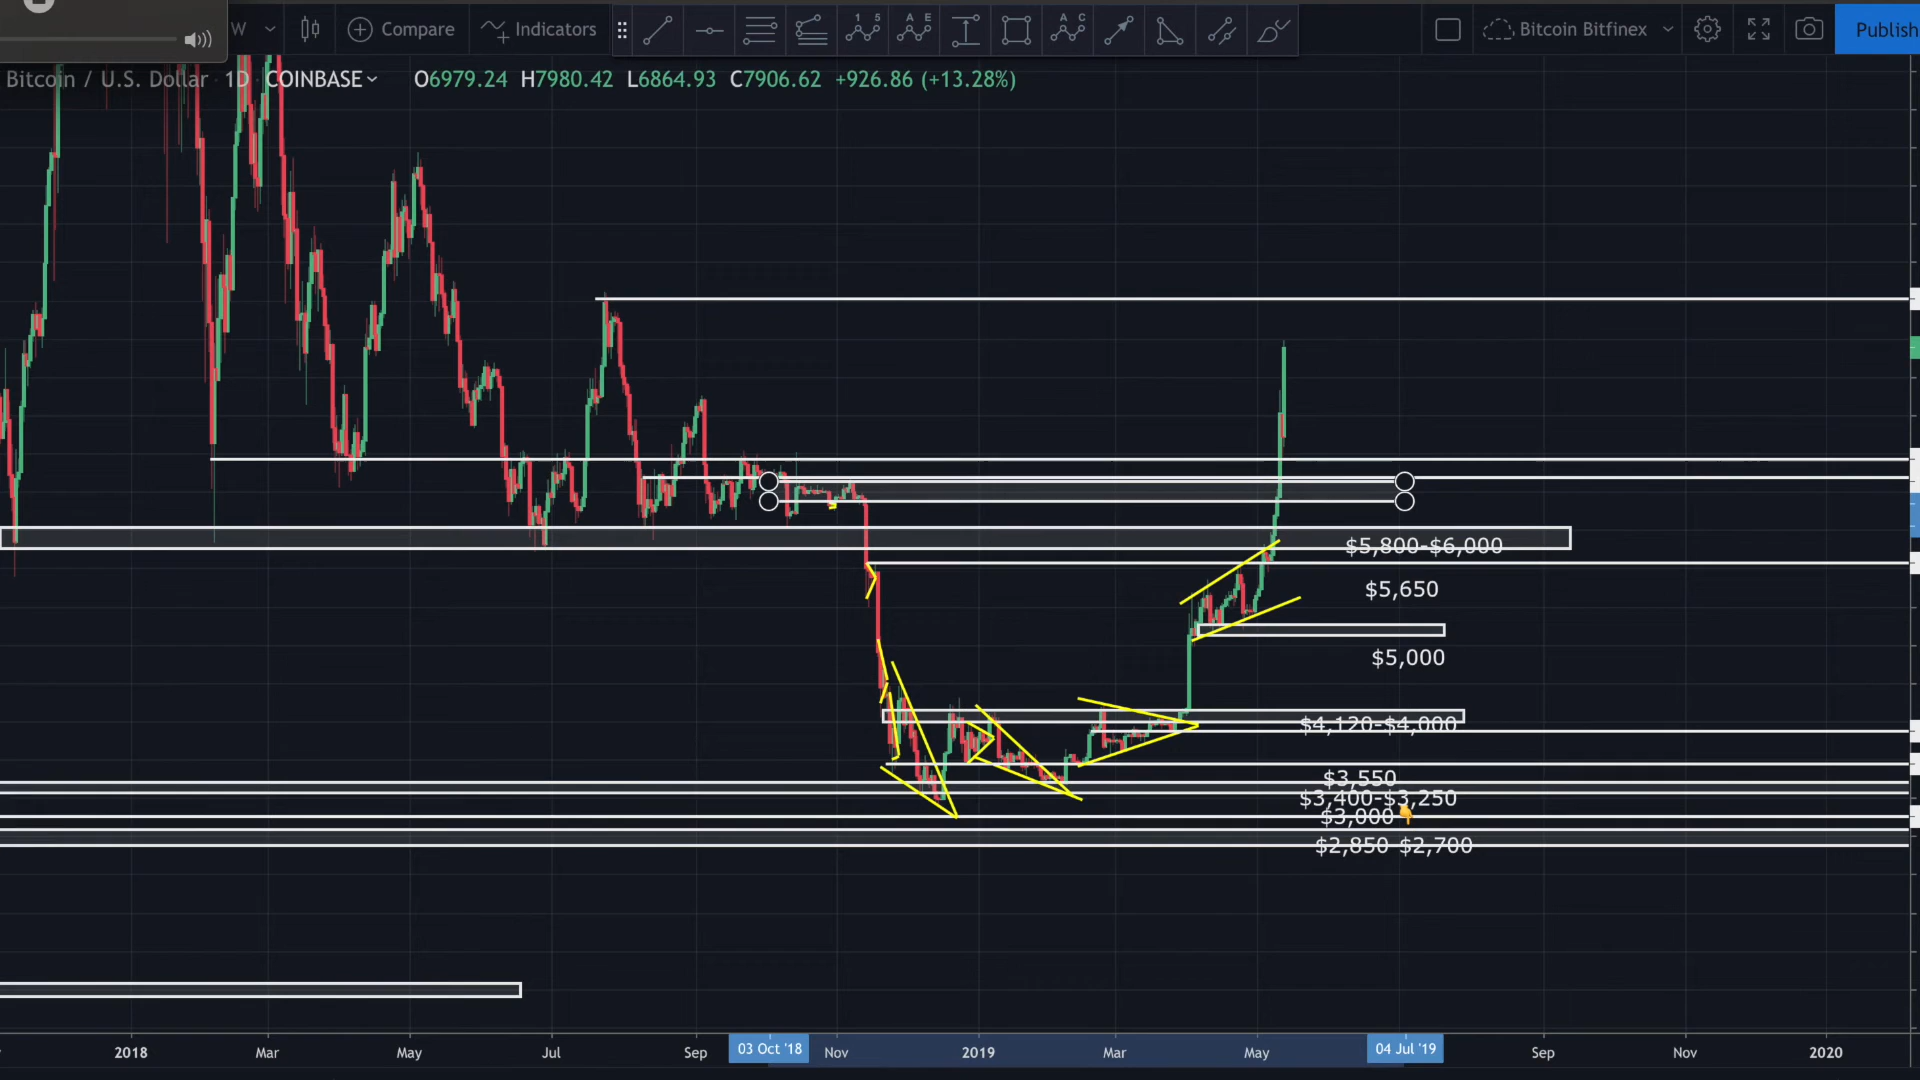 W Compare Indicators 1 5 A E A C Bitcoin Bitfinex Publish
Bitcoin / U.S. Dollar · 1D COINBASE O6979.24 H7980.42 L6864.93 C7906.62 +926.86 (+13.28%)
$5,800-$6,000
$5,650
$5,000
$4,120-$4,000
$3,550
$3,400-$3,250
$3,000
$2,850-$2,700
2018 Mar May Jul Sep 03 Oct '18 Nov 2019 Mar May 04 Jul '19 Sep Nov 2020